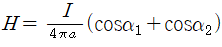 H = I / 4πa (cosα₁ + cosα₂)